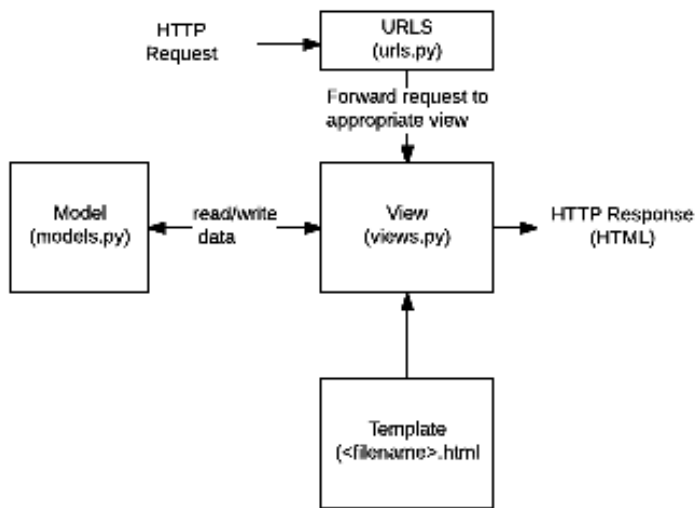 HTTP
Request
URLS
(urls.py)
Forward request to
appropriate view
Model
(models.py)
read/write
data
View
(views.py)
HTTP Response
(HTML)
Template
(<filename>.html